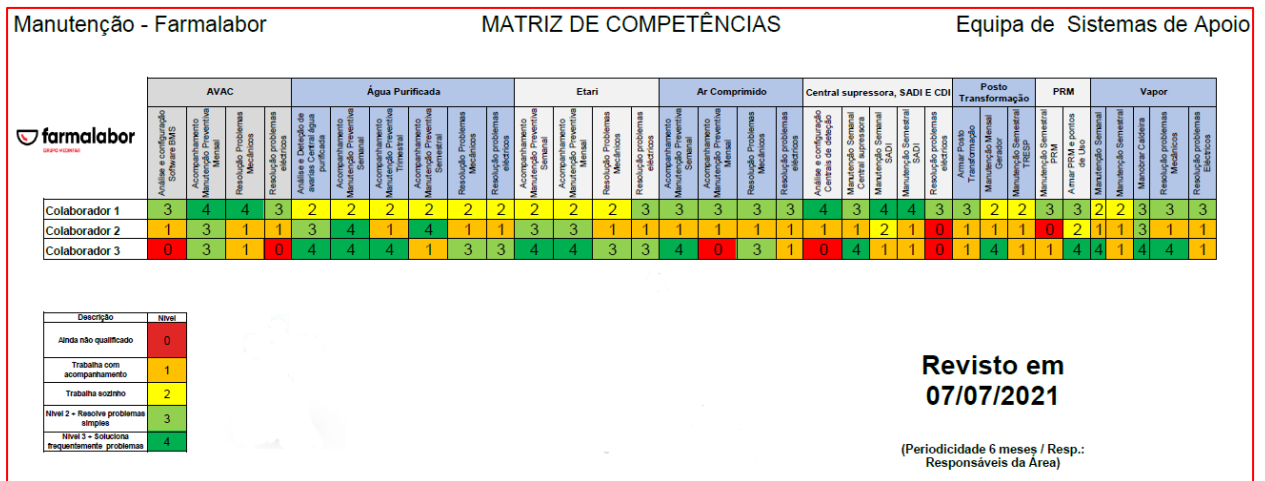 Manutenção - Farmalabor
MATRIZ DE COMPETÊNCIAS
Equipa de Sistemas de Apoio
farmalabor
AVAC
Água Purificada
Etari
Ar Comprimido
Central supressora, SADI E CDI
Posto
Transformação
PRM
Vapor
Análise e configuração
Software BMS
Acompanhamento
Manutenção Preventiva
Mensal
Resolução Problemas
Mecânicos
Resolução problemas
eléctricos
Análise e Deteção de
avarias Central água
purificada
Acompanhamento
Manutenção Preventiva
Semanal
Acompanhamento
Manutenção Preventiva
Trimestral
Acompanhamento
Manutenção Preventiva
Semestral
Resolução Problemas
Mecânicos
Resolução problemas
eléctricos
Acompanhamento
Manutenção Preventiva
Semanal
Acompanhamento
Manutenção Preventiva
Mensal
Resolução Problemas
Mecânicos
Resolução problemas
eléctricos
Acompanhamento
Manutenção Preventiva
Semanal
Acompanhamento
Manutenção Preventiva
Mensal
Resolução Problemas
Mecânicos
Resolução problemas
eléctricos
Análise e configuração
Centrais de deteção
Manutenção Semanal
Central supressora
Manutenção Semanal
SADI
Manutenção Semestral
SADI
Resolução problemas
eléctricos
Armar Posto
Transformação
Manutenção Mensal
Gerador
Manutenção Semestral
TRESP
Manutenção Semestral
PRM
Armar PRM e pontos
de Uso
Manutenção Semanal
Manutenção Semestral
Manobrar Caldeira
Resolução problemas
Mecânicos
Resolução problemas
Eléctricos
Colaborador 1 3 4 4 3 2 2 2 2 2 2 2 2 2 3 3 3 3 3 4 3 4 4 3 3 2 2 3 3 2 2 3 3 3
Colaborador 2 1 3 1 1 3 4 1 4 1 1 3 3 1 1 1 1 1 1 1 1 2 1 0 1 1 1 0 2 1 1 3 1 1
Colaborador 3 0 3 1 0 4 4 4 1 3 3 4 4 3 3 4 0 3 1 0 4 1 1 0 1 4 1 1 4 4 1 4 4 1
Descrição Nivel
Ainda não qualificado 0
Trabalha com
acompanhamento 1
Trabalha sozinho 2
Nivel 2 + Resolve problemas
simples 3
Nivel 3 + Soluciona
frequentemente problemas 4
Revisto em
07/07/2021
(Periodicidade 6 meses / Resp.:
Responsáveis da Área)